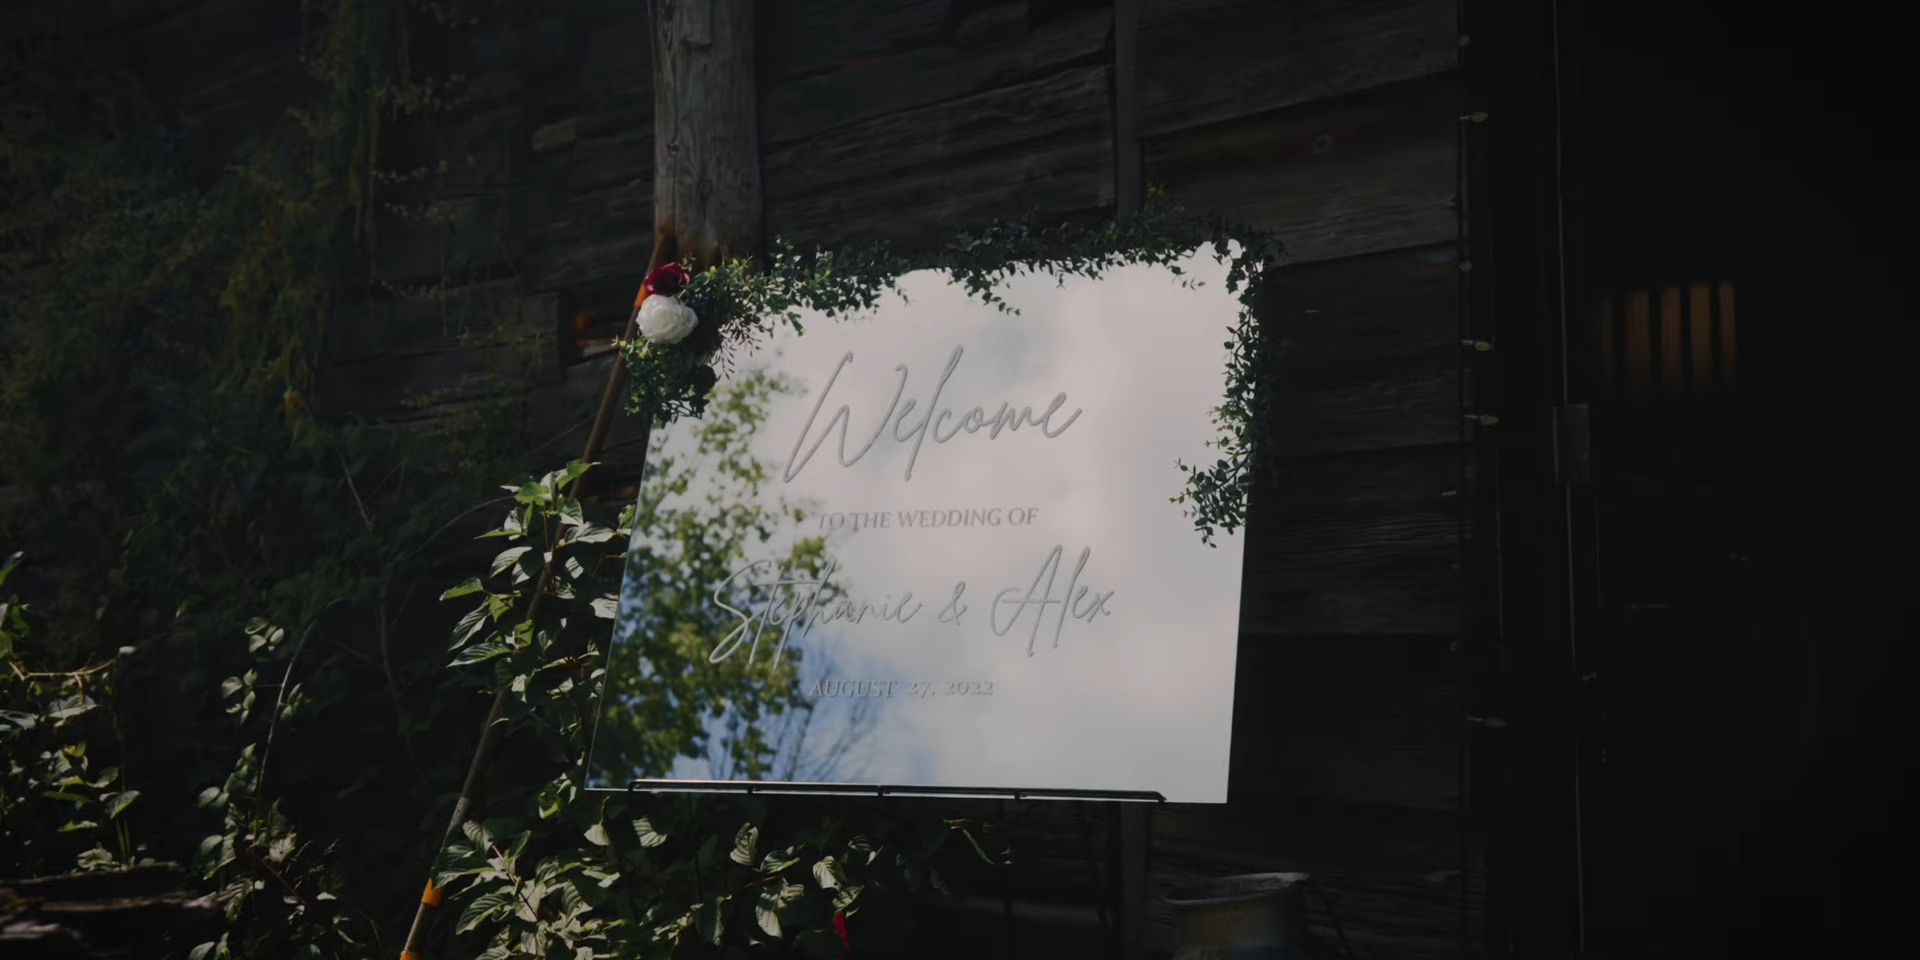 Welcome
TO THE WEDDING OF
Stephanie & Alex
AUGUST 27, 2022